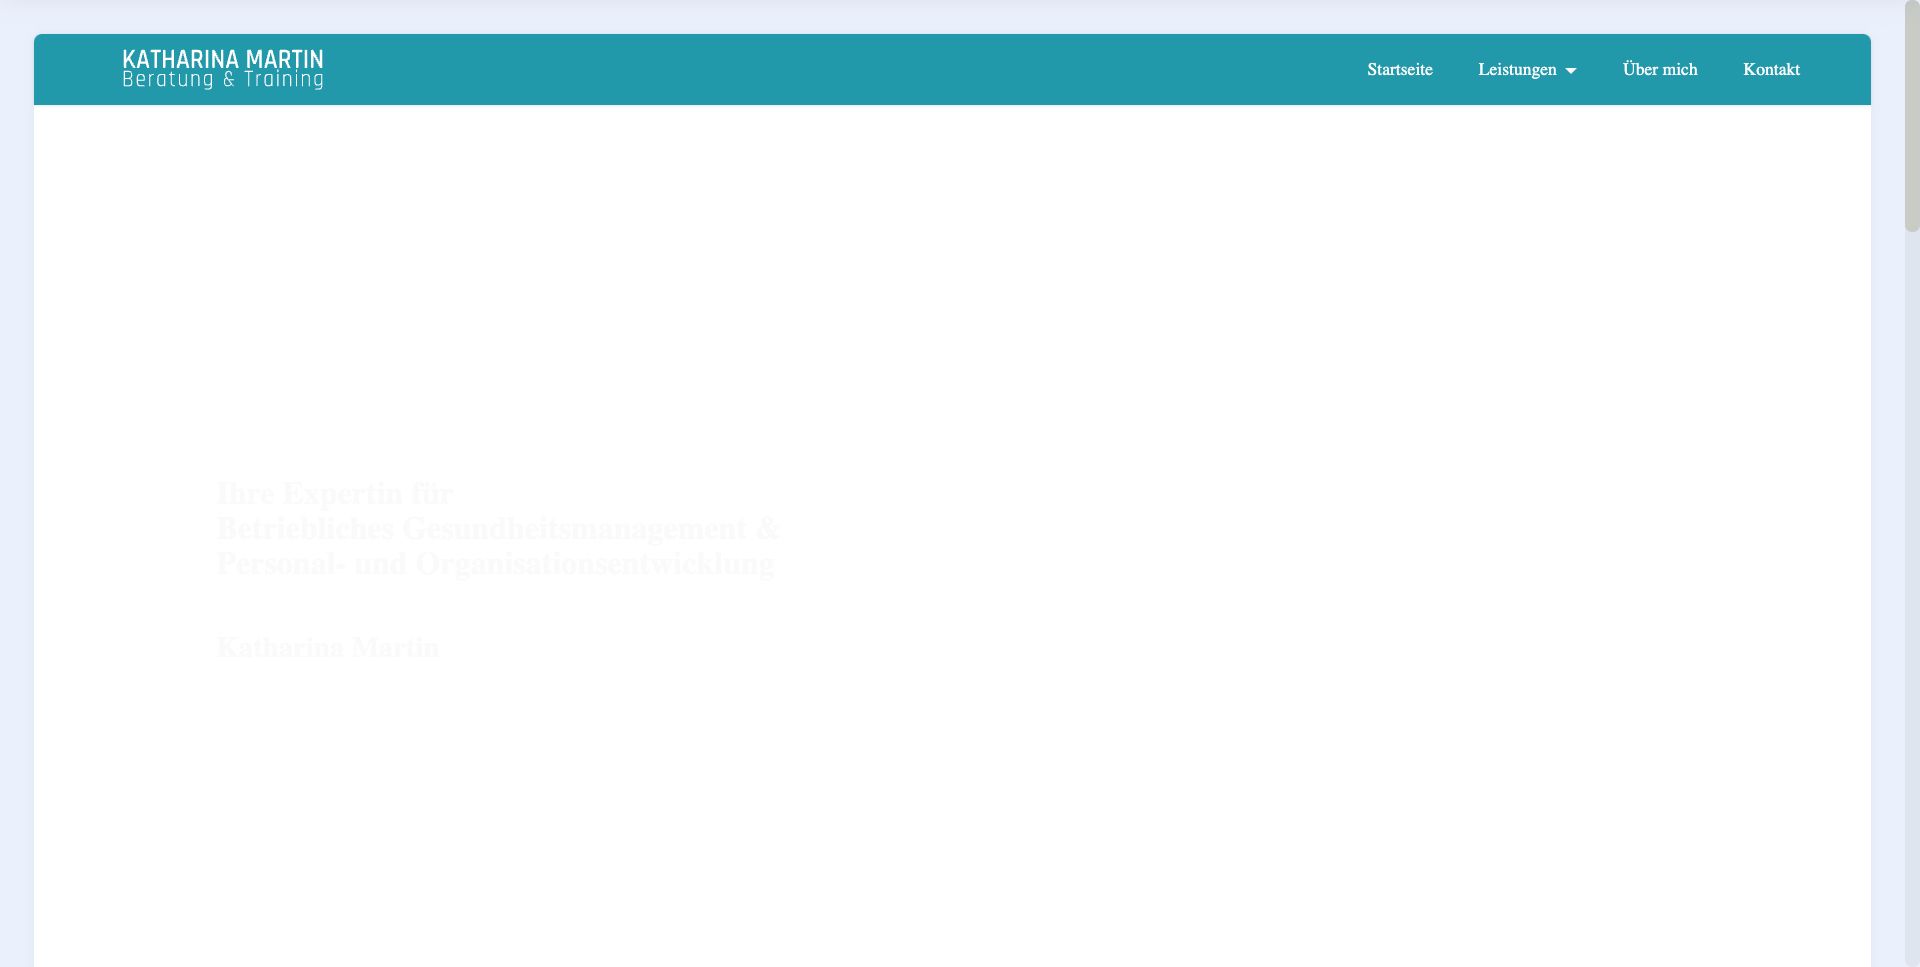 KATHARINA MARTIN
Beratung & Training
Startseite
Leistungen
Über mich
Kontakt
Ihre Expertin für
Betriebliches Gesundheitsmanagement &
Personal- und Organisationsentwicklung
Katharina Martin